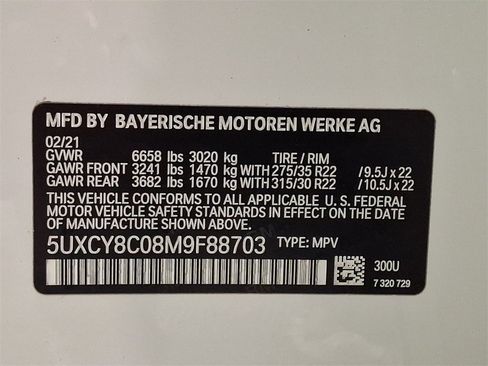 MFD BY BAYERISCHE MOTOREN WERKE AG
02/21
GVWR 6658 lbs 3020 kg TIRE / RIM
GAWR FRONT 3241 lbs 1470 kg WITH 275/35 R22 / 9.5J x 22
GAWR REAR 3682 lbs 1670 kg WITH 315/30 R22 / 10.5J x 22
THIS VEHICLE CONFORMS TO ALL APPLICABLE U.S. FEDERAL
MOTOR VEHICLE SAFETY STANDARDS IN EFFECT ON THE DATE
OF MANUFACTURE SHOWN ABOVE.
5UXCY8C08M9F88703 TYPE: MPV
300U
7 320 729